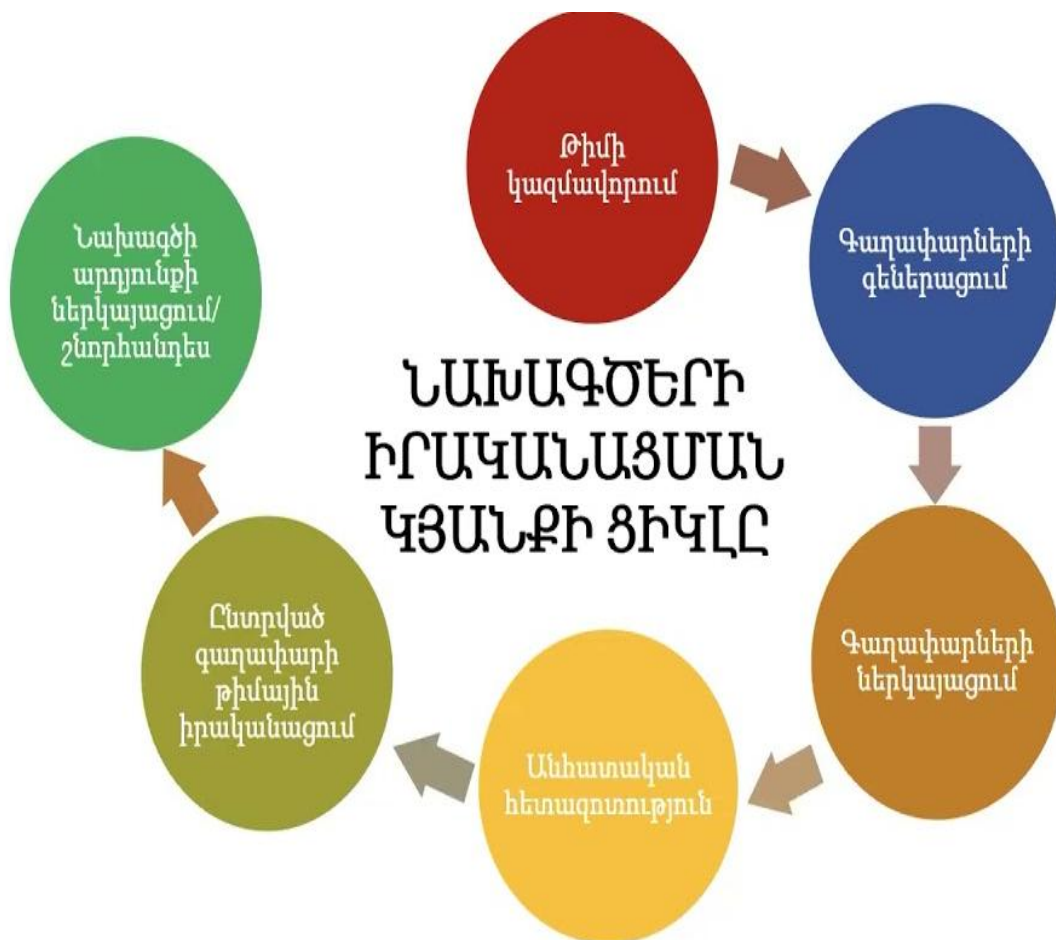 Թիմի
կազմավորում
Գաղափարների
գեներացում
Գաղափարների
ներկայացում
Անհատական
հետազոտություն
Ընտրված
գաղափարի
թիմային
իրականացում
Նախագծի
արդյունքի
ներկայացում/
շնորհանդես
ՆԱԽԱԳԾԵՐԻ
ԻՐԱԿԱՆԱՑՄԱՆ
ԿՅԱՆՔԻ ՑԻԿԼԸ